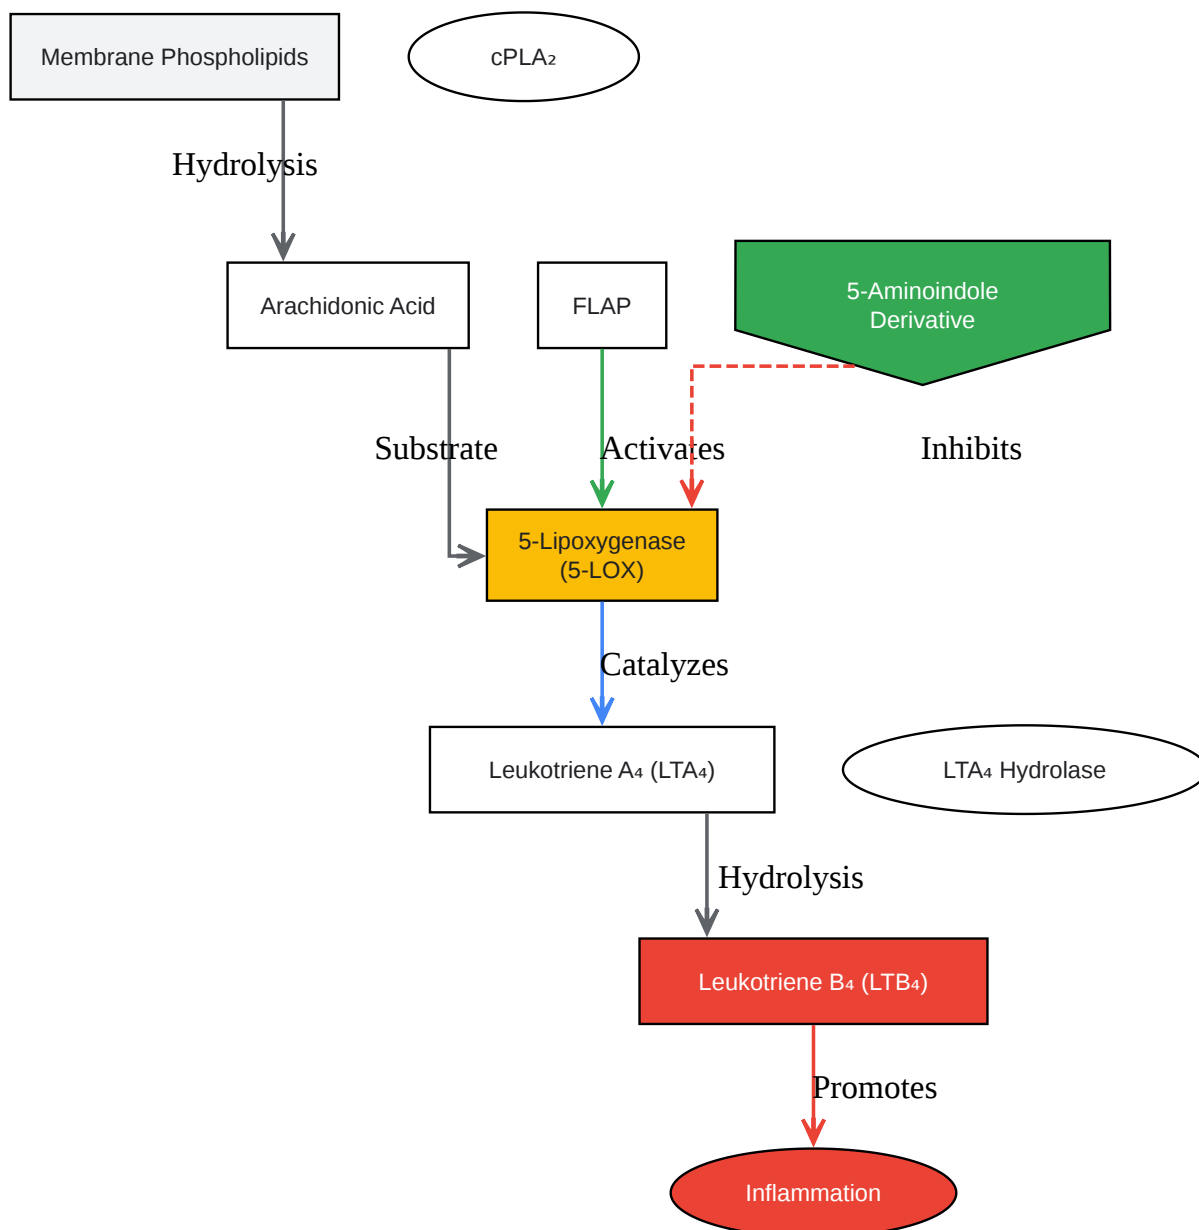 Membrane Phospholipids
cPLA₂
Hydrolysis
Arachidonic Acid
FLAP
5-Aminoindole
Derivative
Substrate
Activates
Inhibits
5-Lipoxygenase
(5-LOX)
Catalyzes
Leukotriene A₄ (LTA₄)
LTA₄ Hydrolase
Hydrolysis
Leukotriene B₄ (LTB₄)
Promotes
Inflammation